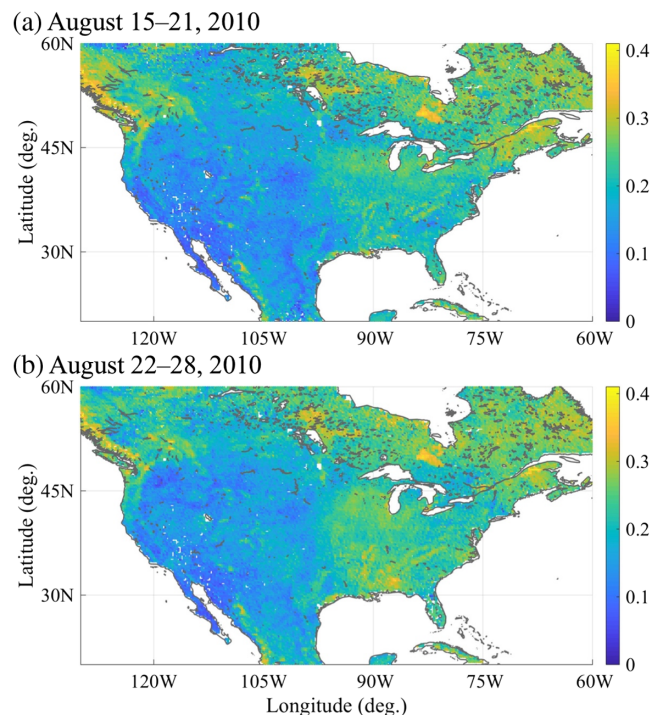 (a) August 15–21, 2010
60N
45N
30N
Latitude (deg.)
120W 105W 90W 75W 60W
0.4
0.3
0.2
0.1
0
(b) August 22–28, 2010
60N
45N
30N
Latitude (deg.)
120W 105W 90W 75W 60W
Longitude (deg.)
0.4
0.3
0.2
0.1
0